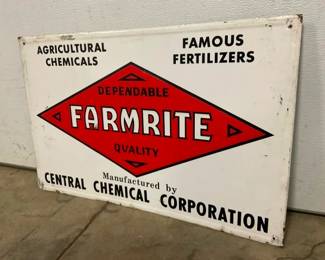 AGRICULTURAL CHEMICALS
FAMOUS FERTILIZERS
DEPENDABLE
FARMRITE
QUALITY
Manufactured by
CENTRAL CHEMICAL CORPORATION